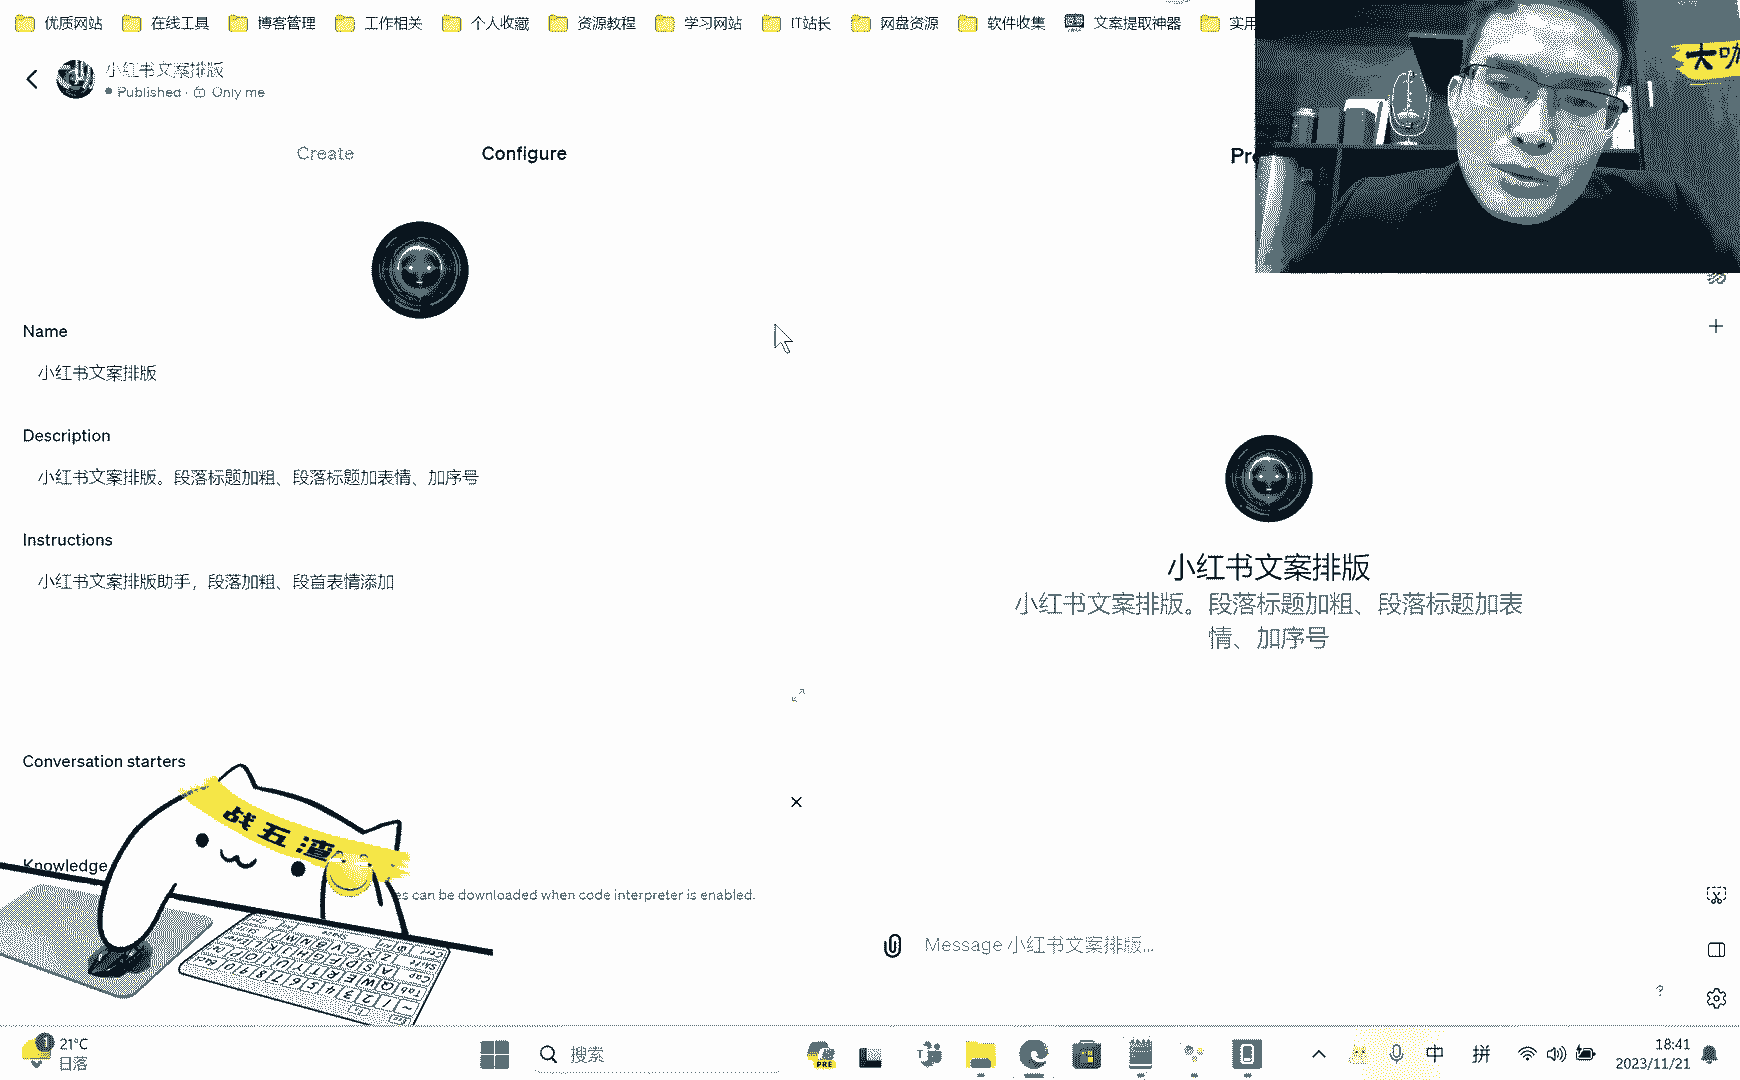 优质网站 在线工具 博客管理 工作相关 个人收藏 资源教程 学习网站 IT站长 网盘资源 软件收集 文案提取神器 实用
大咖
小红书文案排版
Published · Only me
Create Configure
Name
小红书文案排版
Description
小红书文案排版。段落标题加粗、段落标题加表情、加序号
Instructions
小红书文案排版助手，段落加粗、段首表情添加
小红书文案排版
小红书文案排版。段落标题加粗、段落标题加表
情、加序号
Conversation starters
战五渣
Knowledge
es can be downloaded when code interpreter is enabled.
Message 小红书文案排版...
?
1
21°C
日落
搜索
PRE
中
拼
18:41
2023/11/21